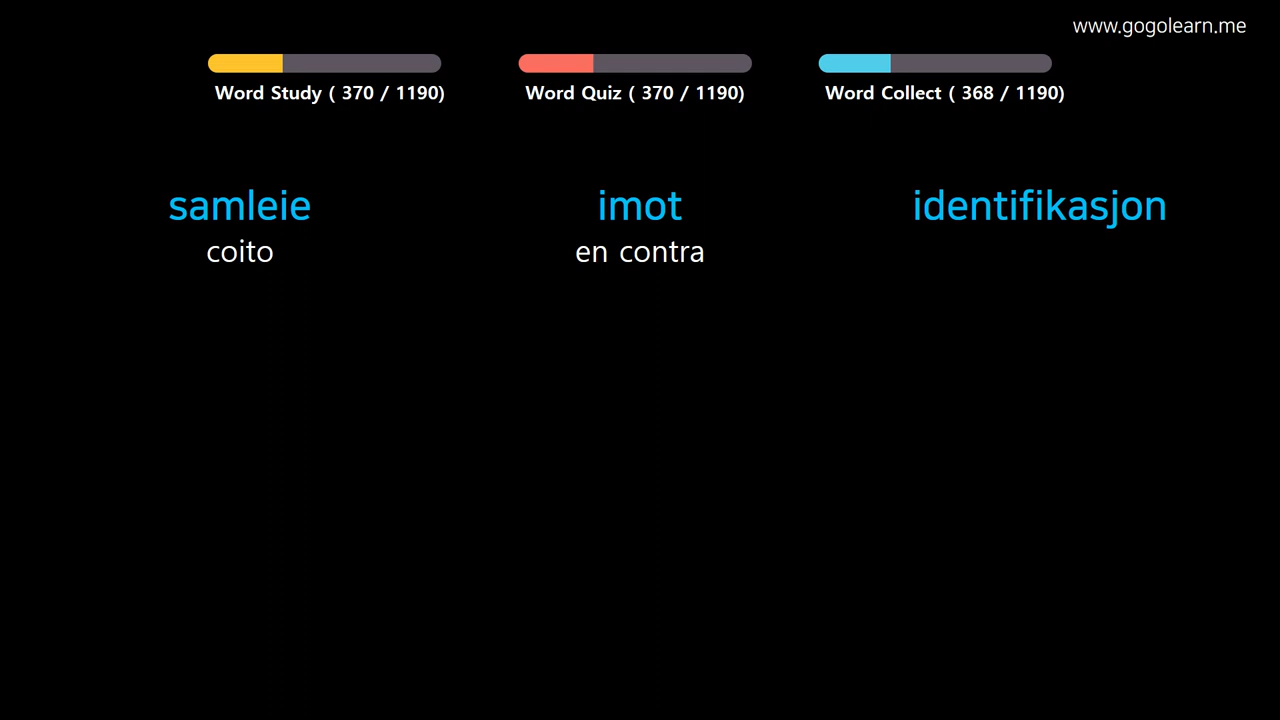 www.gogolearn.me
Word Study ( 370 / 1190)
Word Quiz ( 370 / 1190)
Word Collect ( 368 / 1190)
samleie
coito
imot
en contra
identifikasjon